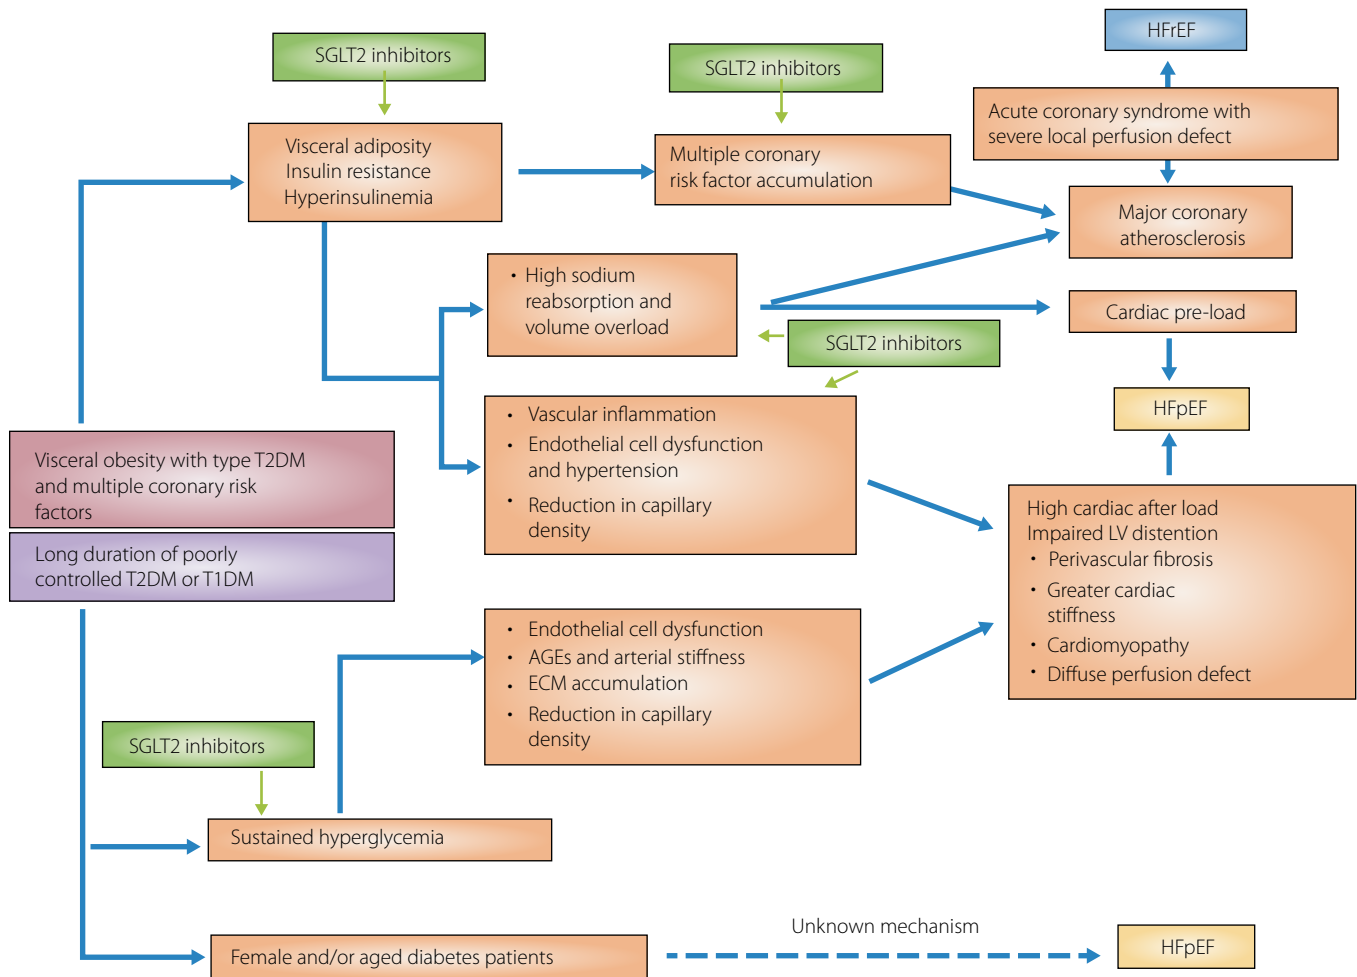 SGLT2 inhibitors
SGLT2 inhibitors
HFrEF
Acute coronary syndrome with
severe local perfusion defect
Visceral adiposity
Insulin resistance
Hyperinsulinemia
Multiple coronary
risk factor accumulation
Major coronary
atherosclerosis
• High sodium
reabsorption and
volume overload
Cardiac pre-load
SGLT2 inhibitors
HFpEF
• Vascular inflammation
• Endothelial cell dysfunction
and hypertension
• Reduction in capillary
density
Visceral obesity with type T2DM
and multiple coronary risk
factors
Long duration of poorly
controlled T2DM or T1DM
High cardiac after load
Impaired LV distention
• Perivascular fibrosis
• Greater cardiac
stiffness
• Cardiomyopathy
• Diffuse perfusion defect
• Endothelial cell dysfunction
• AGEs and arterial stiffness
• ECM accumulation
• Reduction in capillary
density
SGLT2 inhibitors
Sustained hyperglycemia
Female and/or aged diabetes patients
Unknown mechanism
HFpEF